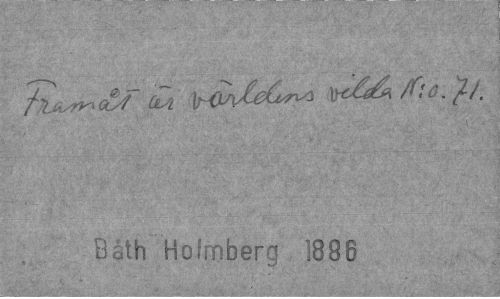 Framåt är världens vilda N:o. 71.
Båth Holmberg 1886